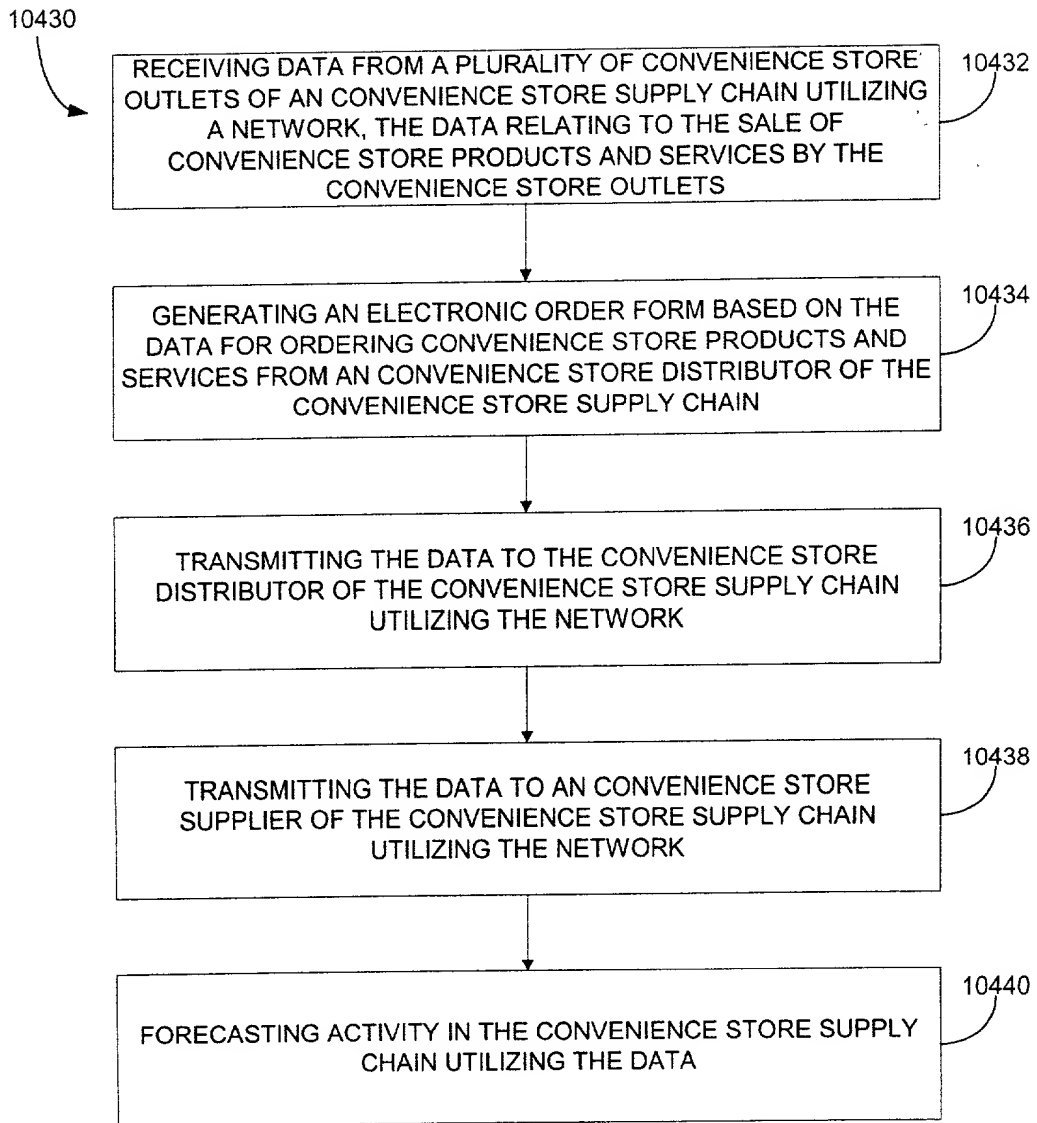 10430
RECEIVING DATA FROM A PLURALITY OF CONVENIENCE STORE
OUTLETS OF AN CONVENIENCE STORE SUPPLY CHAIN UTILIZING
A NETWORK, THE DATA RELATING TO THE SALE OF
CONVENIENCE STORE PRODUCTS AND SERVICES BY THE
CONVENIENCE STORE OUTLETS
10432
GENERATING AN ELECTRONIC ORDER FORM BASED ON THE
DATA FOR ORDERING CONVENIENCE STORE PRODUCTS AND
SERVICES FROM AN CONVENIENCE STORE DISTRIBUTOR OF THE
CONVENIENCE STORE SUPPLY CHAIN
10434
TRANSMITTING THE DATA TO THE CONVENIENCE STORE
DISTRIBUTOR OF THE CONVENIENCE STORE SUPPLY CHAIN
UTILIZING THE NETWORK
10436
TRANSMITTING THE DATA TO AN CONVENIENCE STORE
SUPPLIER OF THE CONVENIENCE STORE SUPPLY CHAIN
UTILIZING THE NETWORK
10438
FORECASTING ACTIVITY IN THE CONVENIENCE STORE SUPPLY
CHAIN UTILIZING THE DATA
10440